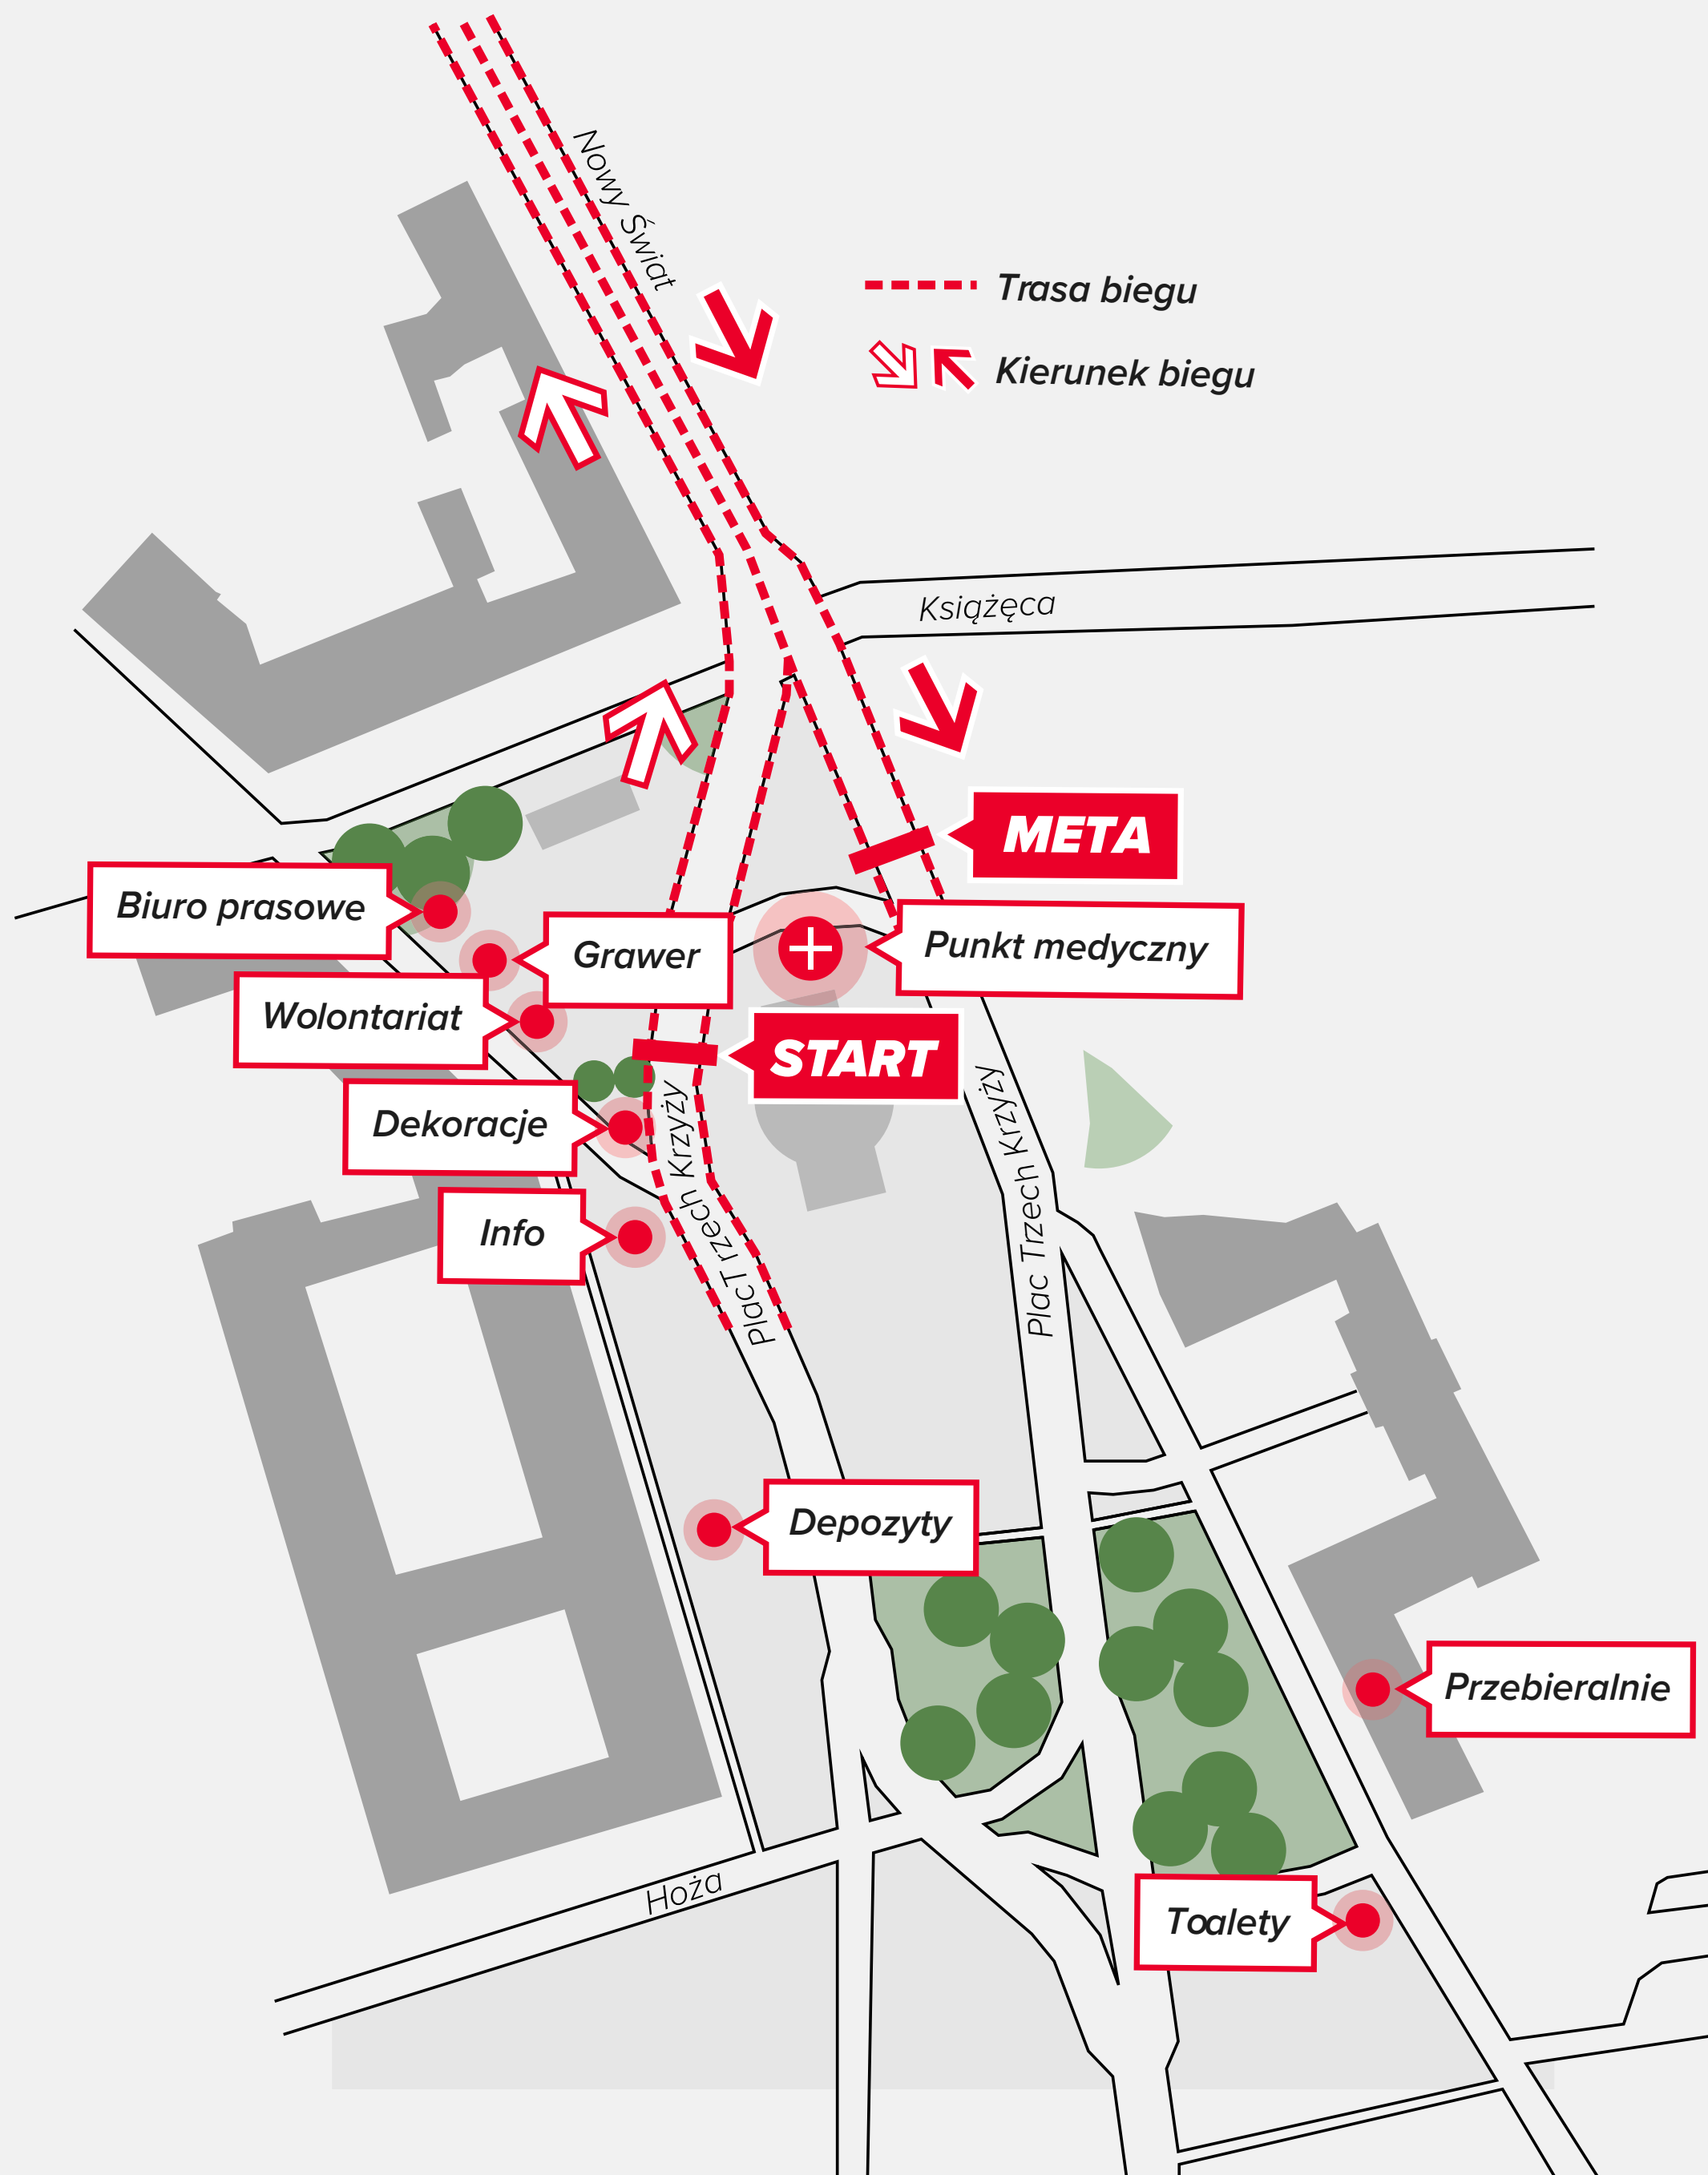 Nowy Świat
Trasa biegu
Kierunek biegu
Książęca
META
Biuro prasowe
Grawer
Punkt medyczny
Wolontariat
START
Dekoracje
Plac Trzech Krzyży
Plac Trzech Krzyży
Info
Depozyty
Przebieralnie
Hoża
Toalety